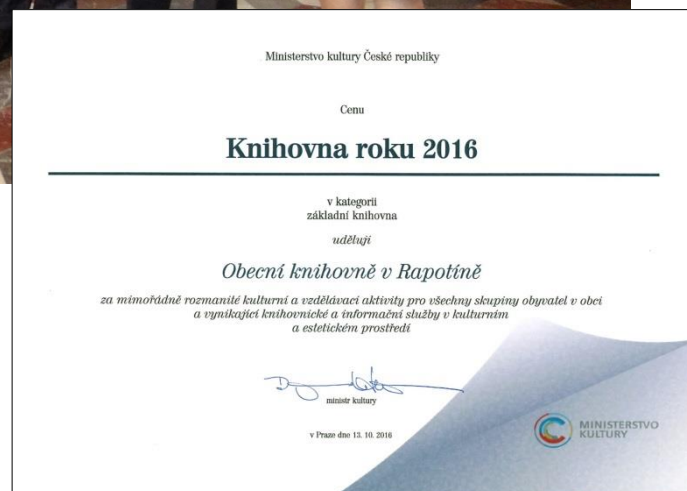 Ministerstvo kultury České republiky
Cenu
Knihovna roku 2016
v kategorii
základní knihovna
uděluji
Obecní knihovně v Rapotíně
za mimořádně rozmanité kulturní a vzdělávací aktivity pro všechny skupiny obyvatel v obci
a vynikající knihovnické a informační služby v kulturním
a estetickém prostředí
ministr kultury
v Praze dne 13. 10. 2016
MINISTERSTVO
KULTURY